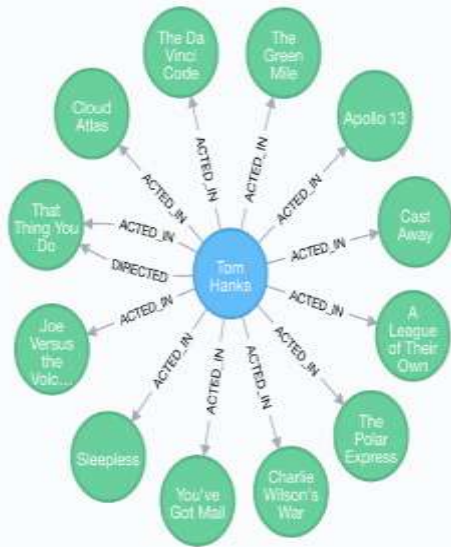 The Da
Vinci
Code
The
Green
Mile
Cloud
Atlas
Apollo 13
ACTED_IN
ACTED_IN
ACTED_IN
ACTED_IN
That
Thing You
Do
ACTED_IN
DIRECTED
Tom
Hanks
ACTED_IN
Cast
Away
Joe
Versus
the
Volc...
ACTED_IN
ACTED_IN
A
League
of Their
Own
ACTED_IN
ACTED_IN
ACTED_IN
ACTED_IN
Sleepless
You've
Got Mail
Charlie
Wilson's
War
The
Polar
Express